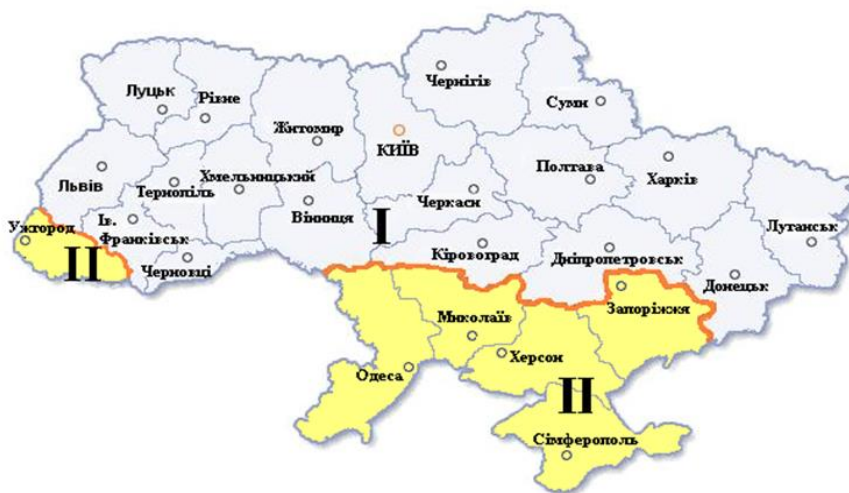 Чернігів
Луцьк
Рівне
Суми
Житомир
КИЇВ
Полтава
Харків
Львів
Тернопіль
Хмельницький
Черкаси
Вінниця
I
Ужгород
Ів.
Франківськ
II
Черновці
Кіровоград
Дніпропетровськ
Луганськ
Донецьк
Запоріжжя
Миколаїв
Херсон
Одеса
II
Сімферополь